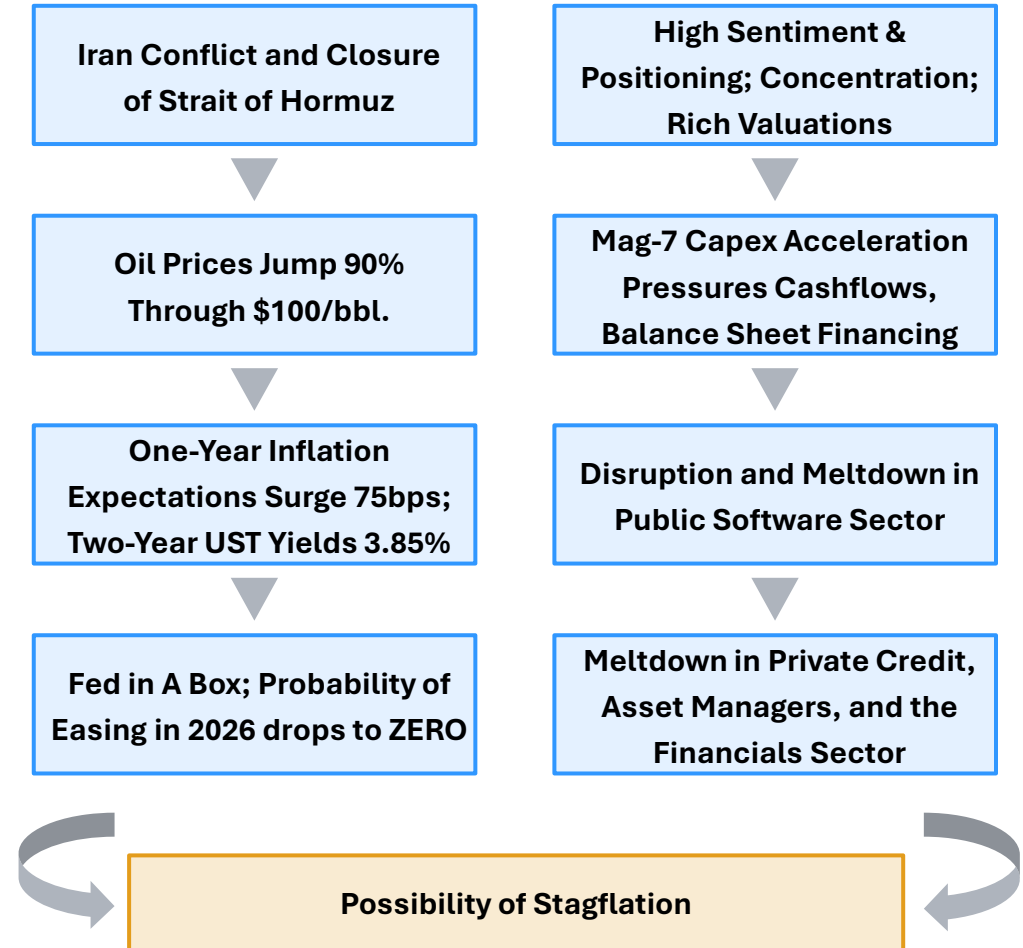 Iran Conflict and Closure
of Strait of Hormuz
Oil Prices Jump 90%
Through $100/bbl.
One-Year Inflation
Expectations Surge 75bps;
Two-Year UST Yields 3.85%
Fed in A Box; Probability of
Easing in 2026 drops to ZERO
High Sentiment &
Positioning; Concentration;
Rich Valuations
Mag-7 Capex Acceleration
Pressures Cashflows,
Balance Sheet Financing
Disruption and Meltdown in
Public Software Sector
Meltdown in Private Credit,
Asset Managers, and the
Financials Sector
Possibility of Stagflation